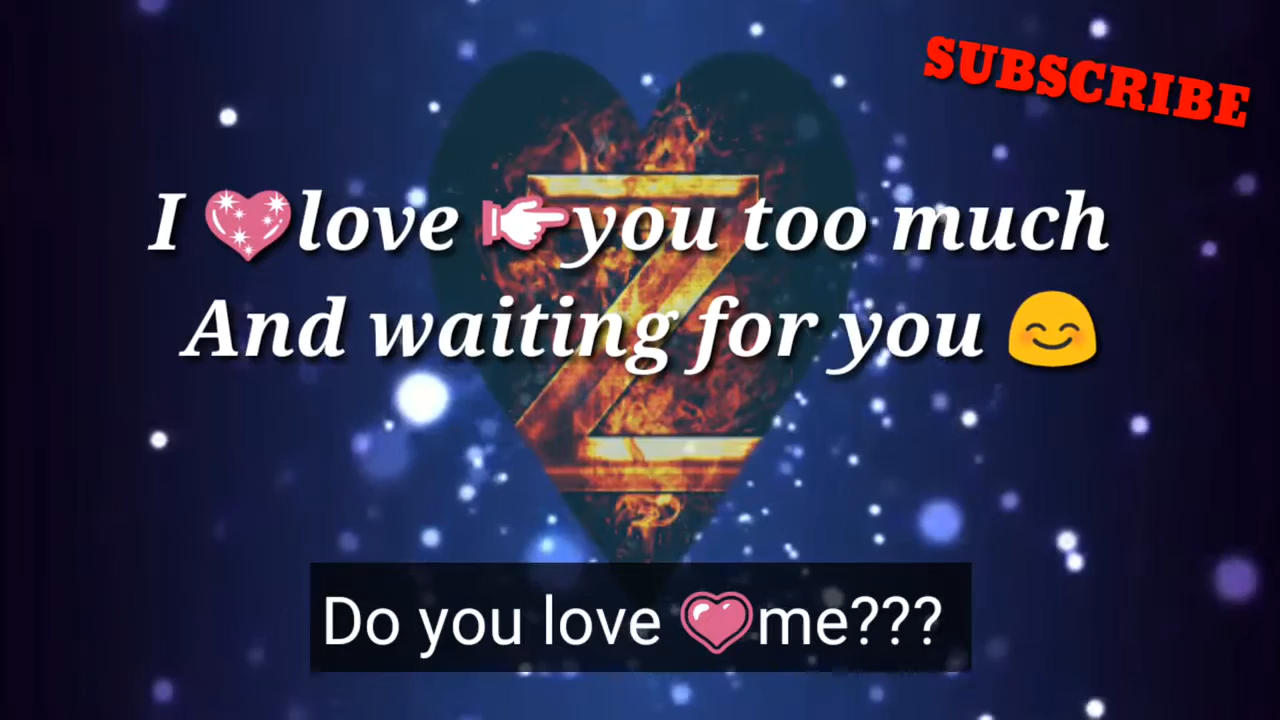 SUBSCRIBE
I 💖love 👉you too much
And waiting for you 😊
Z
Do you love 💗me???